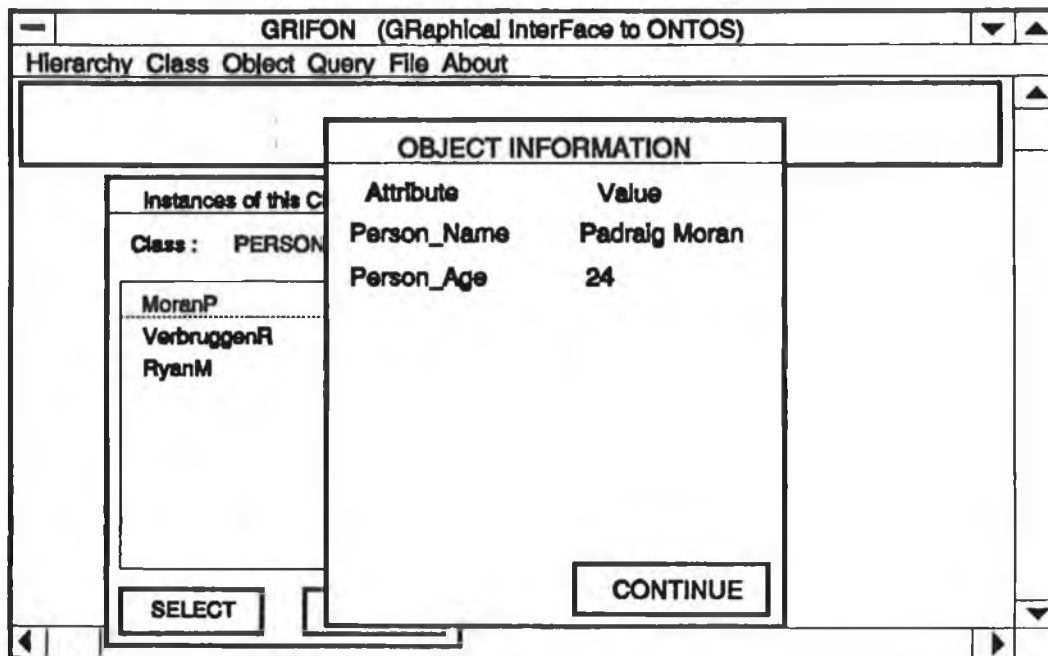 GRIFON (GRaphical InterFace to ONTOS)
Hierarchy Class Object Query File About
OBJECT INFORMATION
Attribute Value
Person_Name Padraig Moran
Person_Age 24
CONTINUE
Instances of this C
Class : PERSON
MoranP
VerbruggenR
RyanM
SELECT